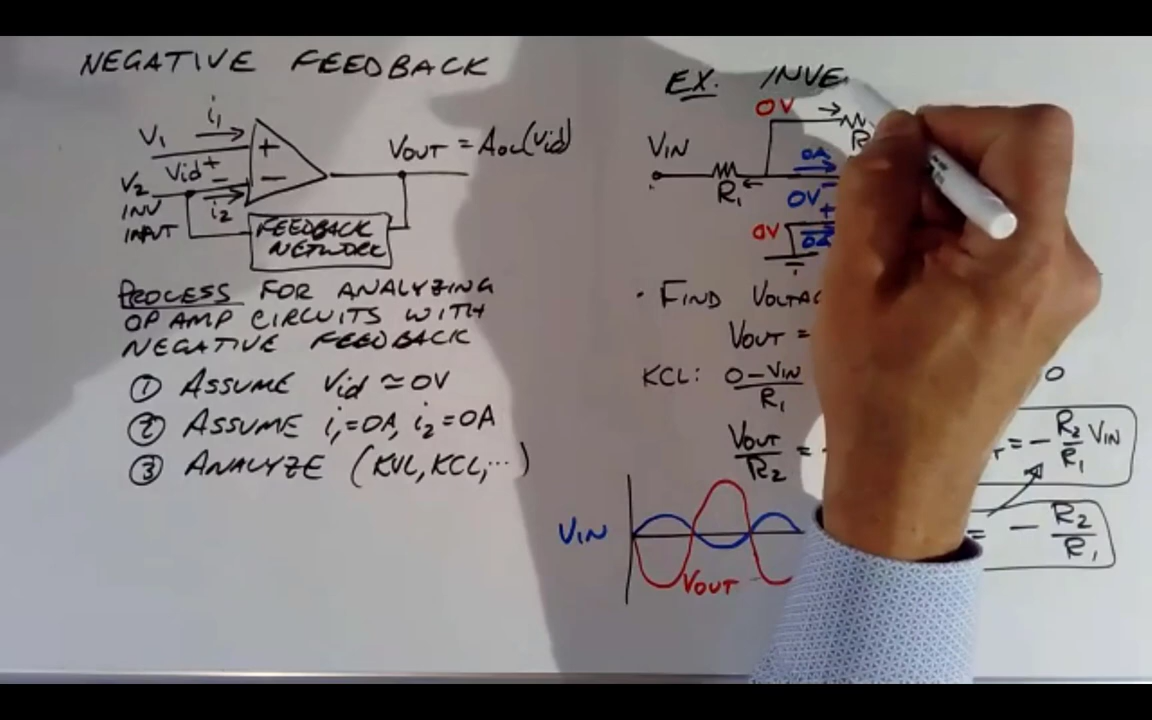 NEGATIVE FEEDBACK
i1
V1
+
Vid +
VOUT = AOL(Vid)
V2
-
-
INV
INPUT
i2
FEEDBACK
NETWORK
PROCESS FOR ANALYZING
OP AMP CIRCUITS WITH
NEGATIVE FEEDBACK
① ASSUME Vid ≃ 0V
② ASSUME i1=0A, i2=0A
③ ANALYZE (KVL, KCL, ...)
EX. INVE
0V
VIN
R
0A
R1
0V
-
+
0V
0A
• FIND VOLTAG
VOUT =
KCL: 0-VIN
R1
0
VOUT
R2
=
= - R2/R1 VIN
= - R2/R1
VIN
VOUT